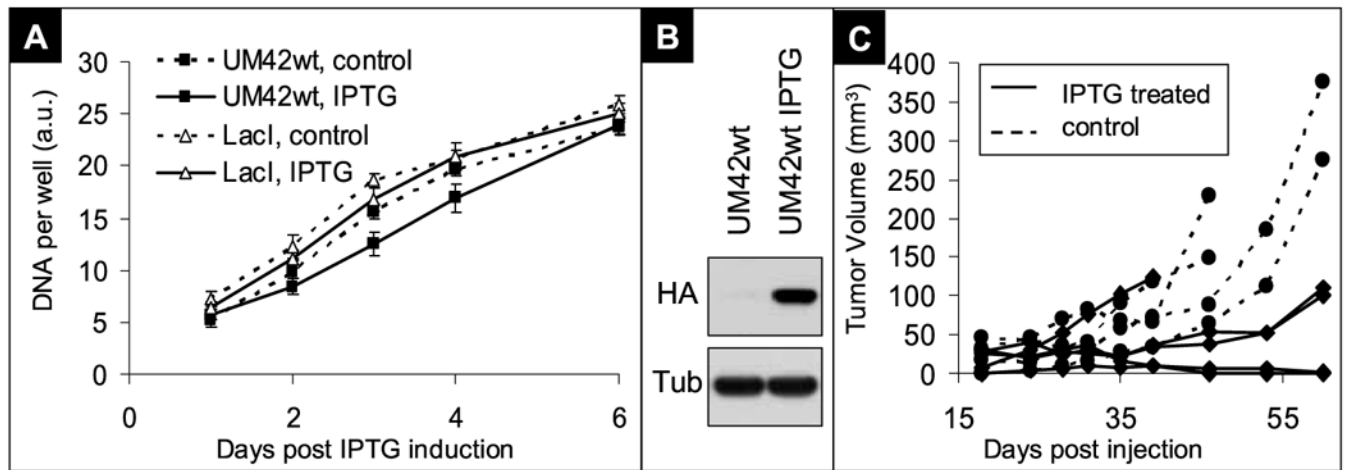 A
DNA per well (a.u.)
30
25
20
15
10
5
0
0
2
4
6
Days post IPTG induction
UM42wt, control
UM42wt, IPTG
LacI, control
LacI, IPTG
B
UM42wt
UM42wt IPTG
HA
Tub
C
Tumor Volume (mm³)
400
350
300
250
200
150
100
50
0
15
35
55
Days post injection
IPTG treated
control